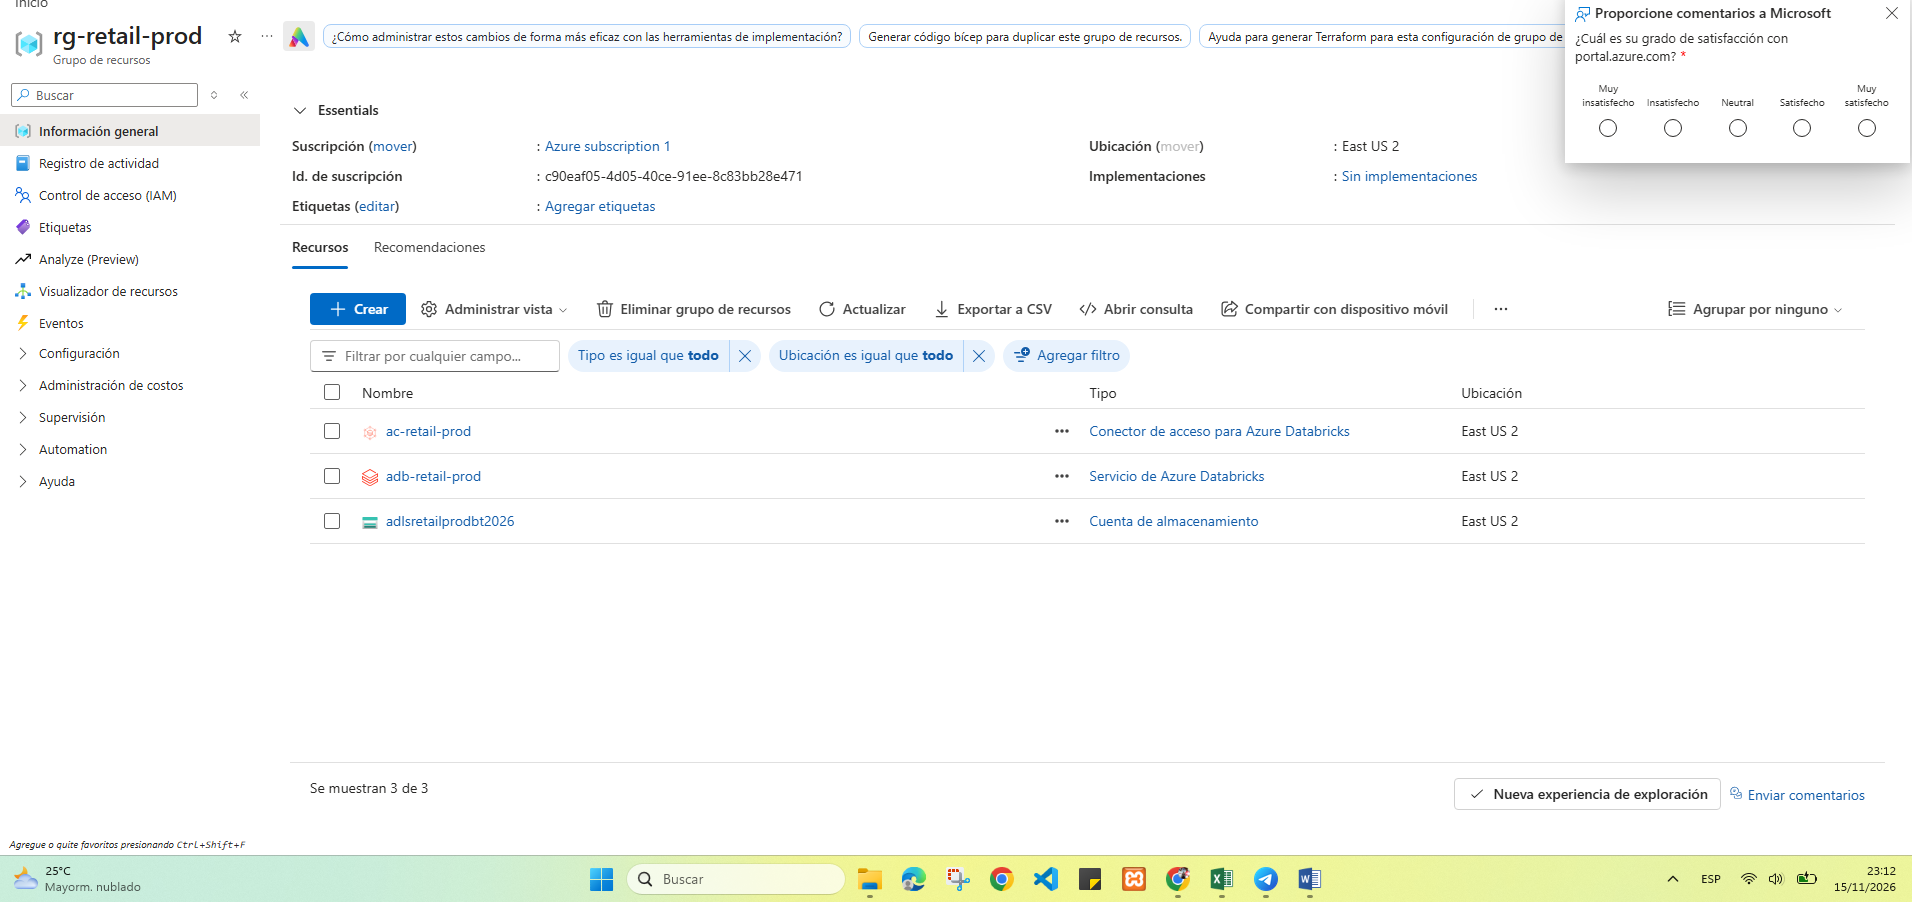 Inicio
rg-retail-prod
Grupo de recursos
Buscar
Información general
Registro de actividad
Control de acceso (IAM)
Etiquetas
Analyze (Preview)
Visualizador de recursos
Eventos
Configuración
Administración de costos
Supervisión
Automation
Ayuda
Agregue o quite favoritos presionando Ctrl+Shift+F
¿Cómo administrar estos cambios de forma más eficaz con las herramientas de implementación?
Generar código bícep para duplicar este grupo de recursos.
Ayuda para generar Terraform para esta configuración de grupo de
Essentials
Suscripción (mover) : Azure subscription 1
Id. de suscripción : c90eaf05-4d05-40ce-91ee-8c83bb28e471
Etiquetas (editar) : Agregar etiquetas
Ubicación (mover) : East US 2
Implementaciones : Sin implementaciones
Recursos Recomendaciones
Crear Administrar vista Eliminar grupo de recursos Actualizar Exportar a CSV Abrir consulta Compartir con dispositivo móvil ... Agrupar por ninguno
Filtrar por cualquier campo... Tipo es igual que todo Ubicación es igual que todo Agregar filtro
Nombre Tipo Ubicación
ac-retail-prod ... Conector de acceso para Azure Databricks East US 2
adb-retail-prod ... Servicio de Azure Databricks East US 2
adlsretailprodbt2026 ... Cuenta de almacenamiento East US 2
Se muestran 3 de 3
Nueva experiencia de exploración
Enviar comentarios
Proporcione comentarios a Microsoft
¿Cuál es su grado de satisfacción con
portal.azure.com? *
Muy insatisfecho
Insatisfecho
Neutral
Satisfecho
Muy satisfecho
25°C
Mayorm. nublado
Buscar
ESP
23:12
15/11/2026